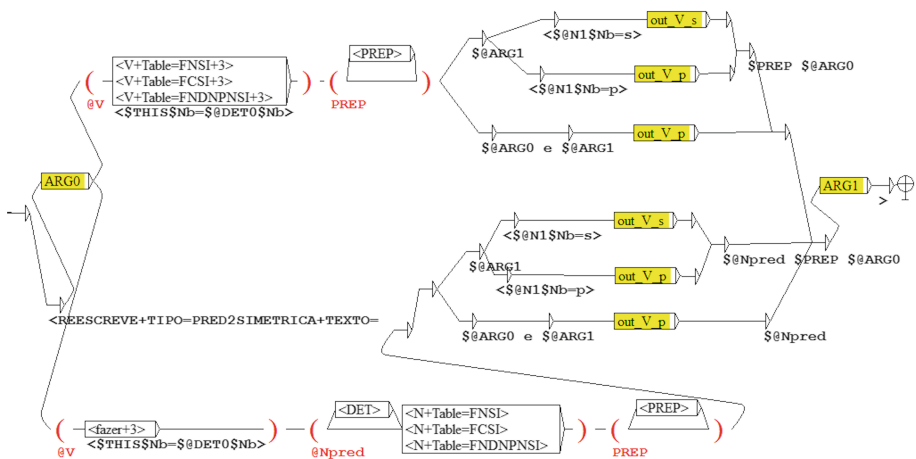 out_V_s
<$@N1$Nb=s>
$@ARG1
<V+Table=FNSI+3>
<V+Table=FCSI+3>
<V+Table=FNDNPNSI+3>
<$THIS$Nb=$@DET0$Nb>
( ) - ( )
@V
<PREP>
PREP
out_V_p
<$@N1$Nb=p>
$PREP $@ARG0
out_V_p
$@ARG0 e $@ARG1
ARG0
ARG1
>
out_V_s
<$@N1$Nb=s>
$@ARG1
out_V_p
<$@N1$Nb=p>
$@Npred $PREP $@ARG0
<REESCREVE+TIPO=PRED2SIMETRICA+TEXTO=
out_V_p
$@ARG0 e $@ARG1
$@Npred
( <fazer+3> ) - ( ) - ( )
<$THIS$Nb=$@DET0$Nb>
@V
<DET>
<N+Table=FNSI>
<N+Table=FCSI>
<N+Table=FNDNPNSI>
@Npred
<PREP>
PREP